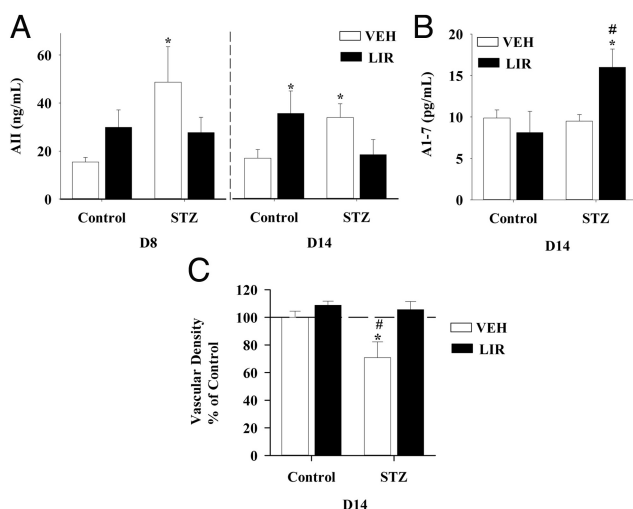 A
VEH
LIR
AII (ng/mL)
60
40
20
0
*
*
*
Control
STZ
Control
STZ
D8
D14
B
VEH
LIR
A1-7 (pg/mL)
20
15
10
5
0
#
*
Control
STZ
D14
C
VEH
LIR
Vascular Density
% of Control
120
100
80
60
40
20
0
#
*
Control
STZ
D14